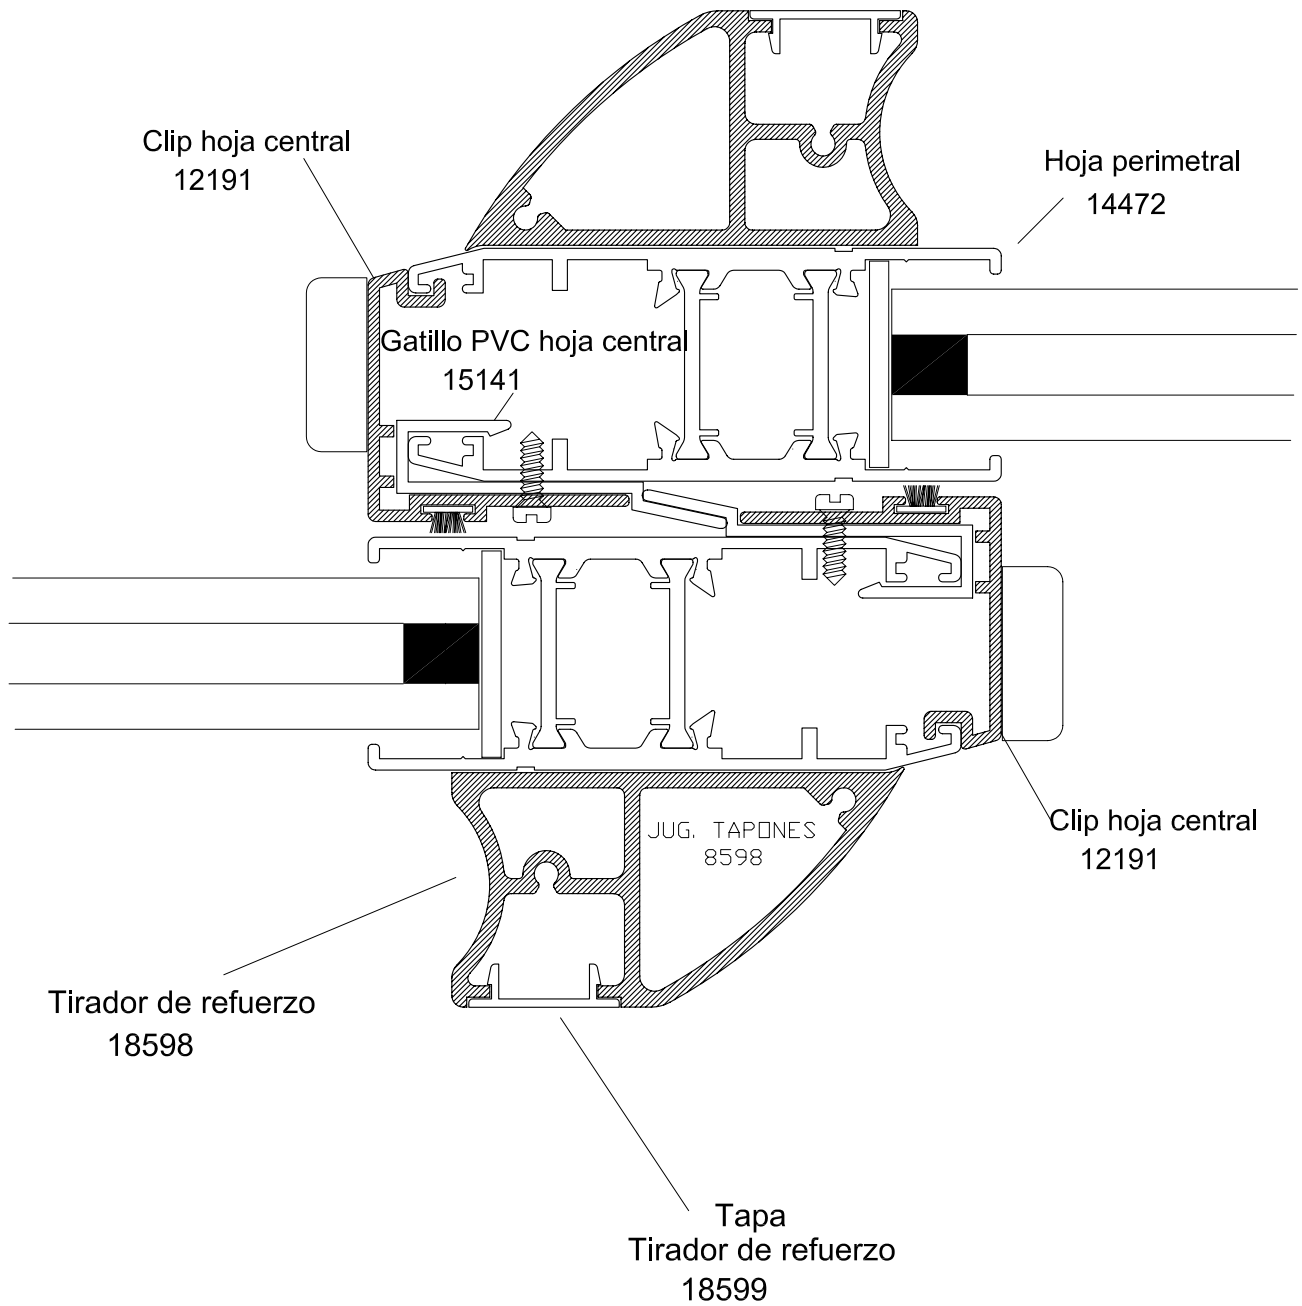 Clip hoja central
12191
Hoja perimetral
14472
Gatillo PVC hoja central
15141
JUG. TAPONES
8598
Clip hoja central
12191
Tirador de refuerzo
18598
Tapa
Tirador de refuerzo
18599